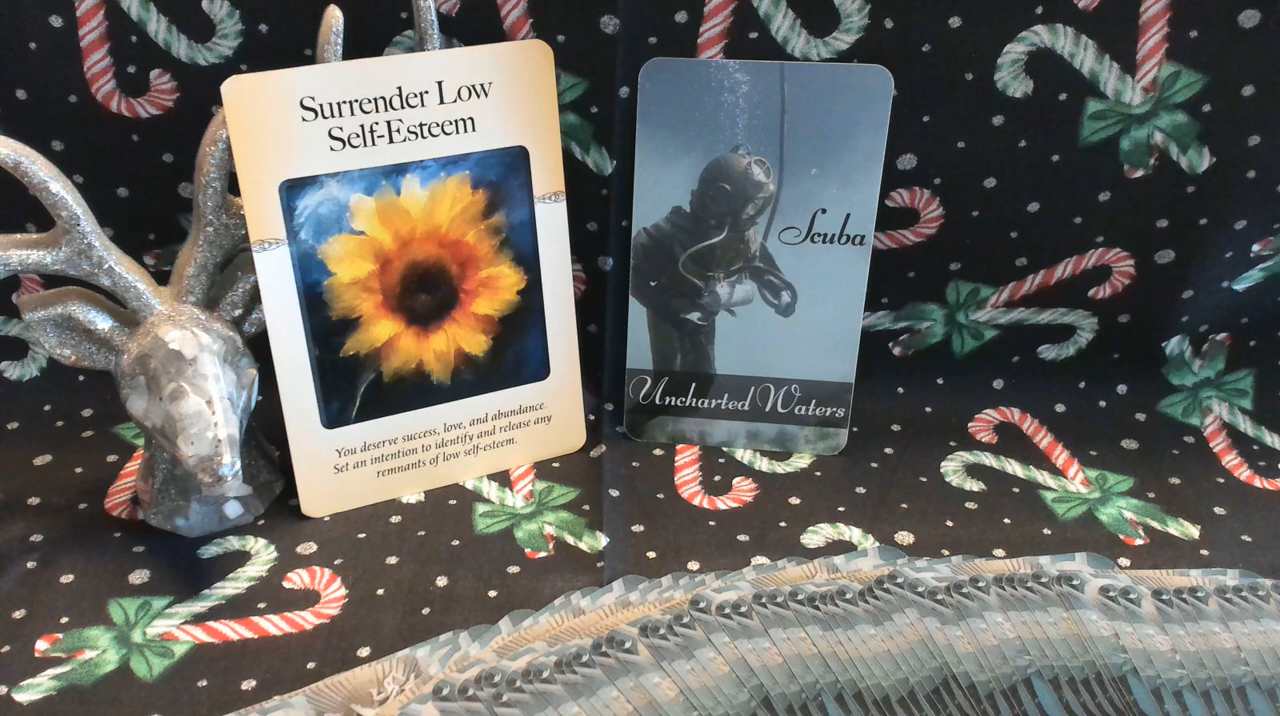 Surrender Low
Self-Esteem
You deserve success, love, and abundance.
Set an intention to identify and release any
remnants of low self-esteem.
Scuba
Uncharted Waters